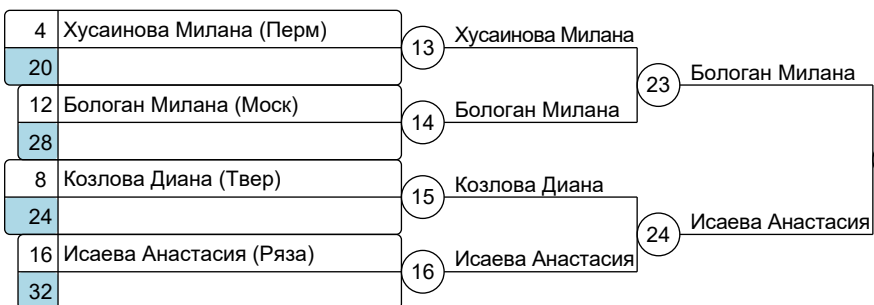 4 Хусаинова Милана (Перм)
20
13 Хусаинова Милана
12 Бологан Милана (Моск)
28
14 Бологан Милана
23 Бологан Милана
8 Козлова Диана (Твер)
24
15 Козлова Диана
16 Исаева Анастасия (Ряза)
32
16 Исаева Анастасия
24 Исаева Анастасия